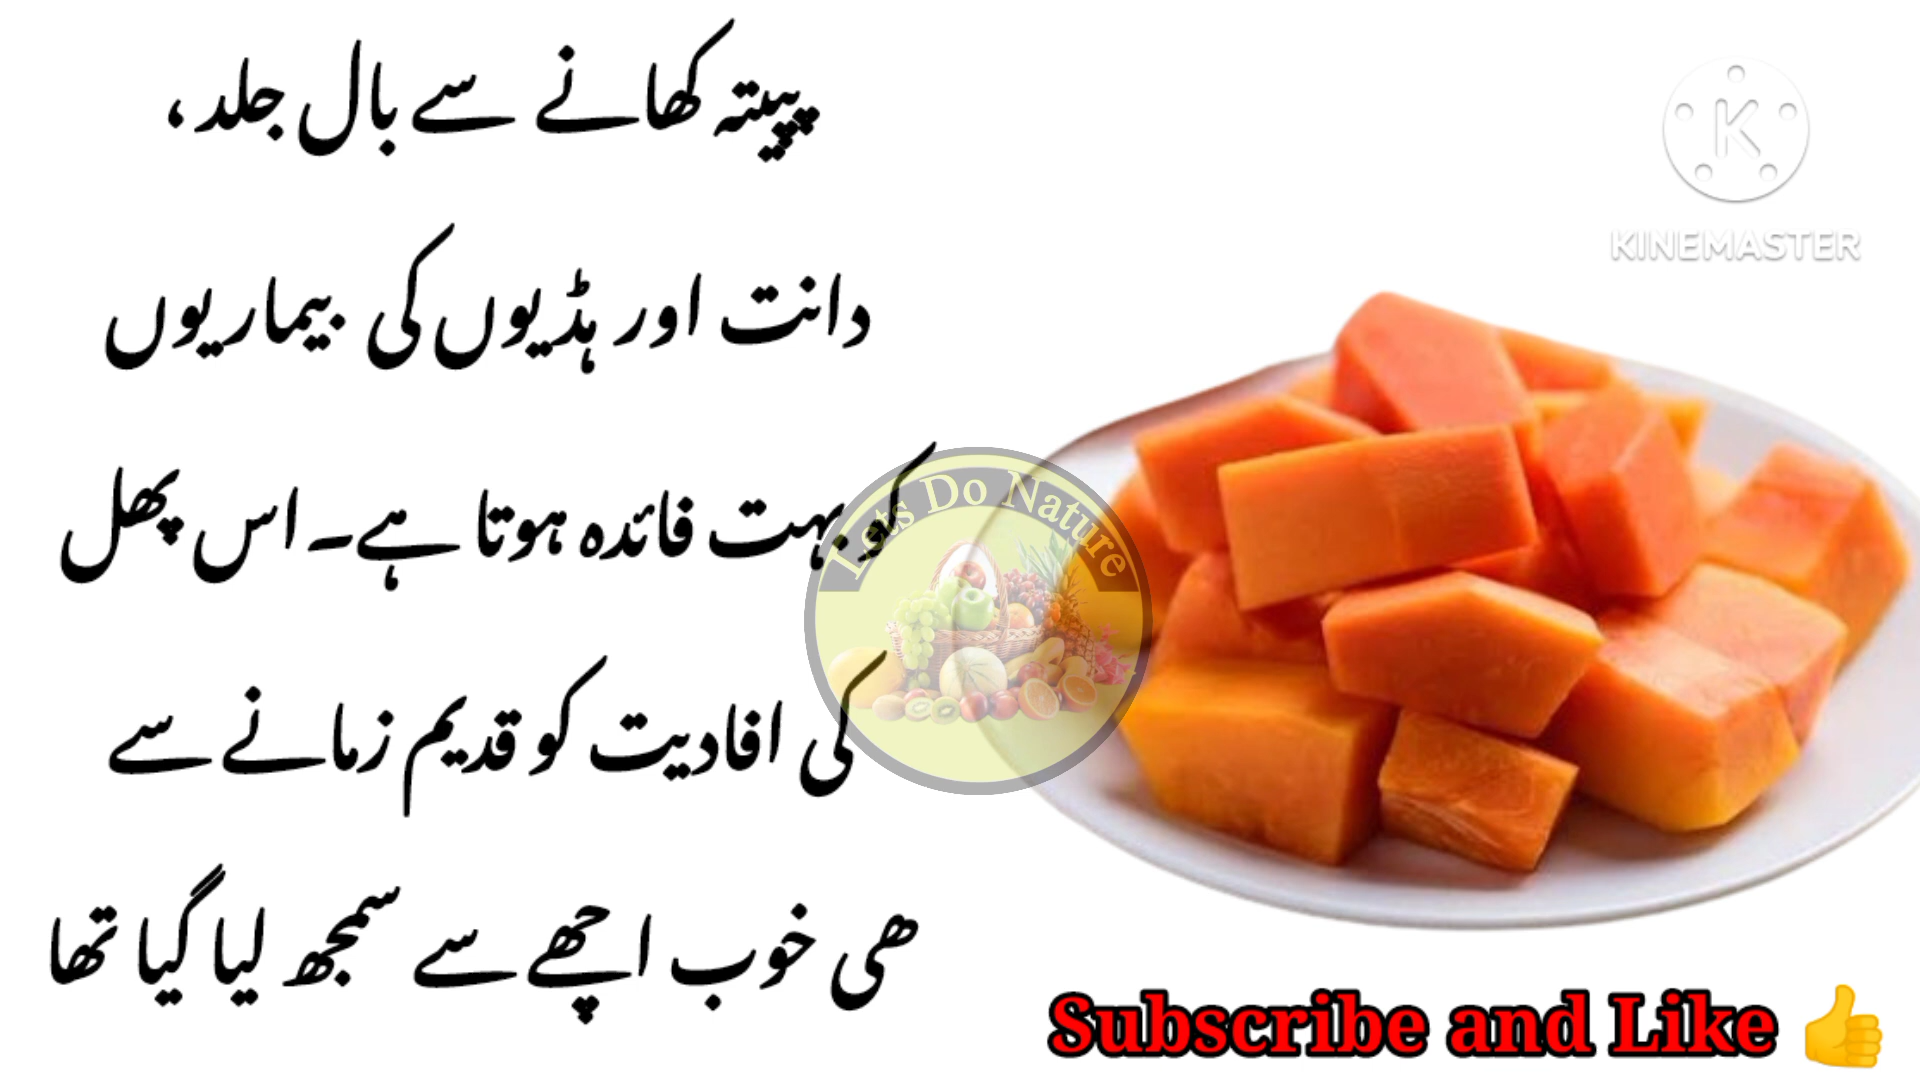 پپیتہ کھانے سے بال جلد،
دانت اور ہڈیوں کی بیماریوں
کو بہت فائدہ ہوتا ہے۔ اس پھل
کی افادیت کو قدیم زمانے سے
ھی خوب اچھے سے سمجھ لیا گیا تھا
K
KINEMASTER
Lets Do Nature
Subscribe and Like 👍